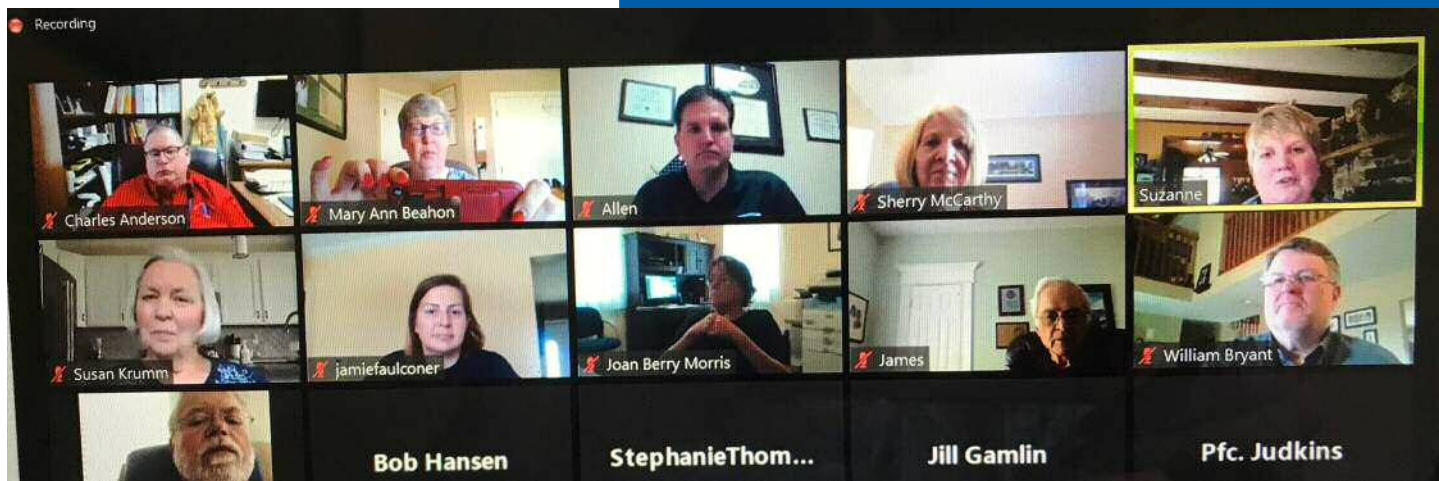 Recording
Charles Anderson
Mary Ann Beahon
Allen
Sherry McCarthy
Suzanne
Susan Krumm
jamiefaulconer
Joan Berry Morris
James
William Bryant
Bob Hansen
StephanieThom...
Jill Gamlin
Pfc. Judkins